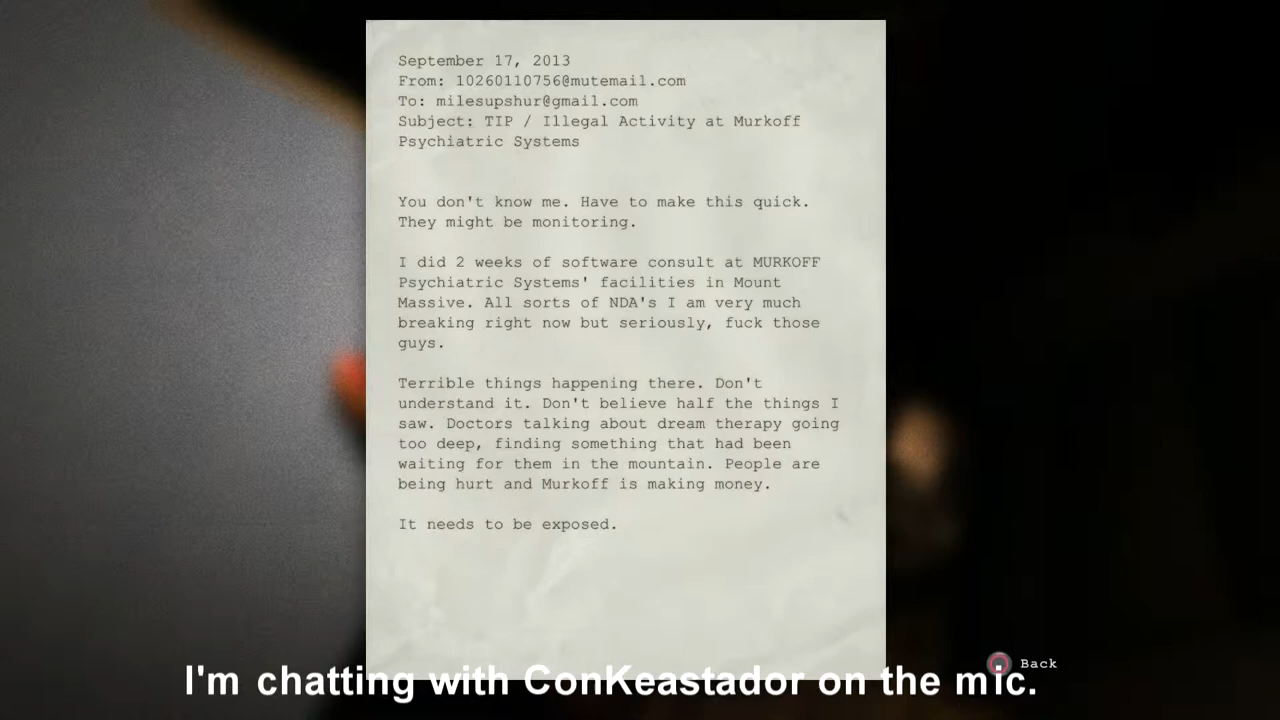 September 17, 2013
From: 10260110756@mutemail.com
To: milesupshur@gmail.com
Subject: TIP / Illegal Activity at Murkoff
Psychiatric Systems
You don't know me. Have to make this quick.
They might be monitoring.
I did 2 weeks of software consult at MURKOFF
Psychiatric Systems' facilities in Mount
Massive. All sorts of NDA's I am very much
breaking right now but seriously, fuck those
guys.
Terrible things happening there. Don't
understand it. Don't believe half the things I
saw. Doctors talking about dream therapy going
too deep, finding something that had been
waiting for them in the mountain. People are
being hurt and Murkoff is making money.
It needs to be exposed.
Back
I'm chatting with ConKeastador on the mic.